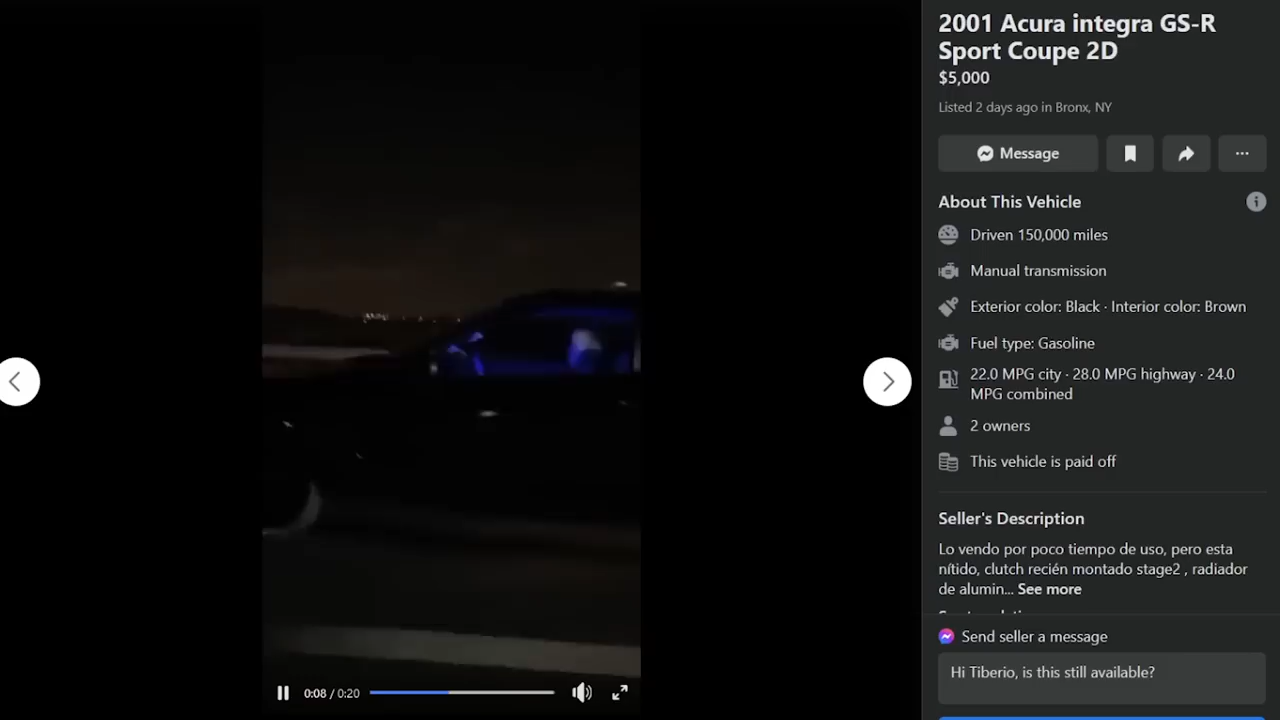 2001 Acura integra GS-R
Sport Coupe 2D
$5,000
Listed 2 days ago in Bronx, NY
Message
About This Vehicle
Driven 150,000 miles
Manual transmission
Exterior color: Black · Interior color: Brown
Fuel type: Gasoline
22.0 MPG city · 28.0 MPG highway · 24.0
MPG combined
2 owners
This vehicle is paid off
Seller's Description
Lo vendo por poco tiempo de uso, pero esta
nítido, clutch recién montado stage2 , radiador
de alumin... See more
Send seller a message
Hi Tiberio, is this still available?
0:08 / 0:20